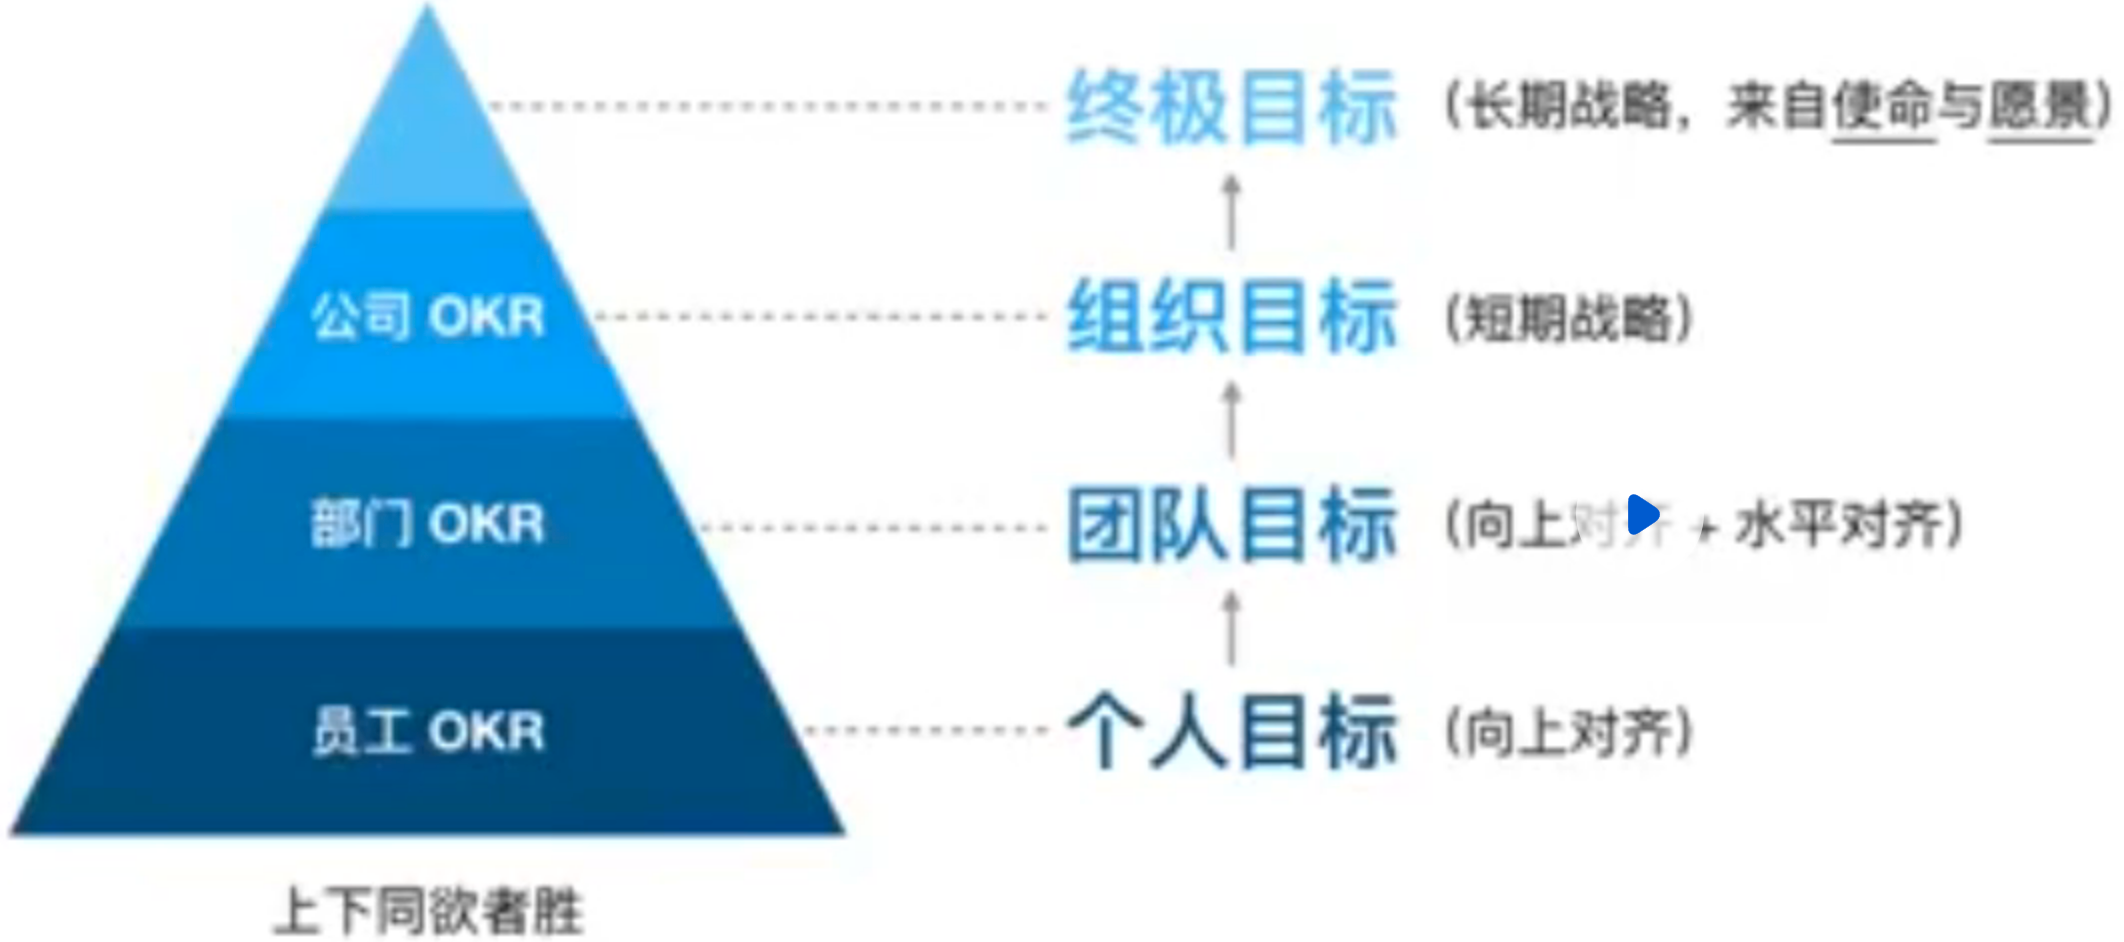 终极目标 (长期战略，来自使命与愿景)
公司 OKR 组织目标 (短期战略)
部门 OKR 团队目标 (向上对齐 + 水平对齐)
员工 OKR 个人目标 (向上对齐)
上下同欲者胜